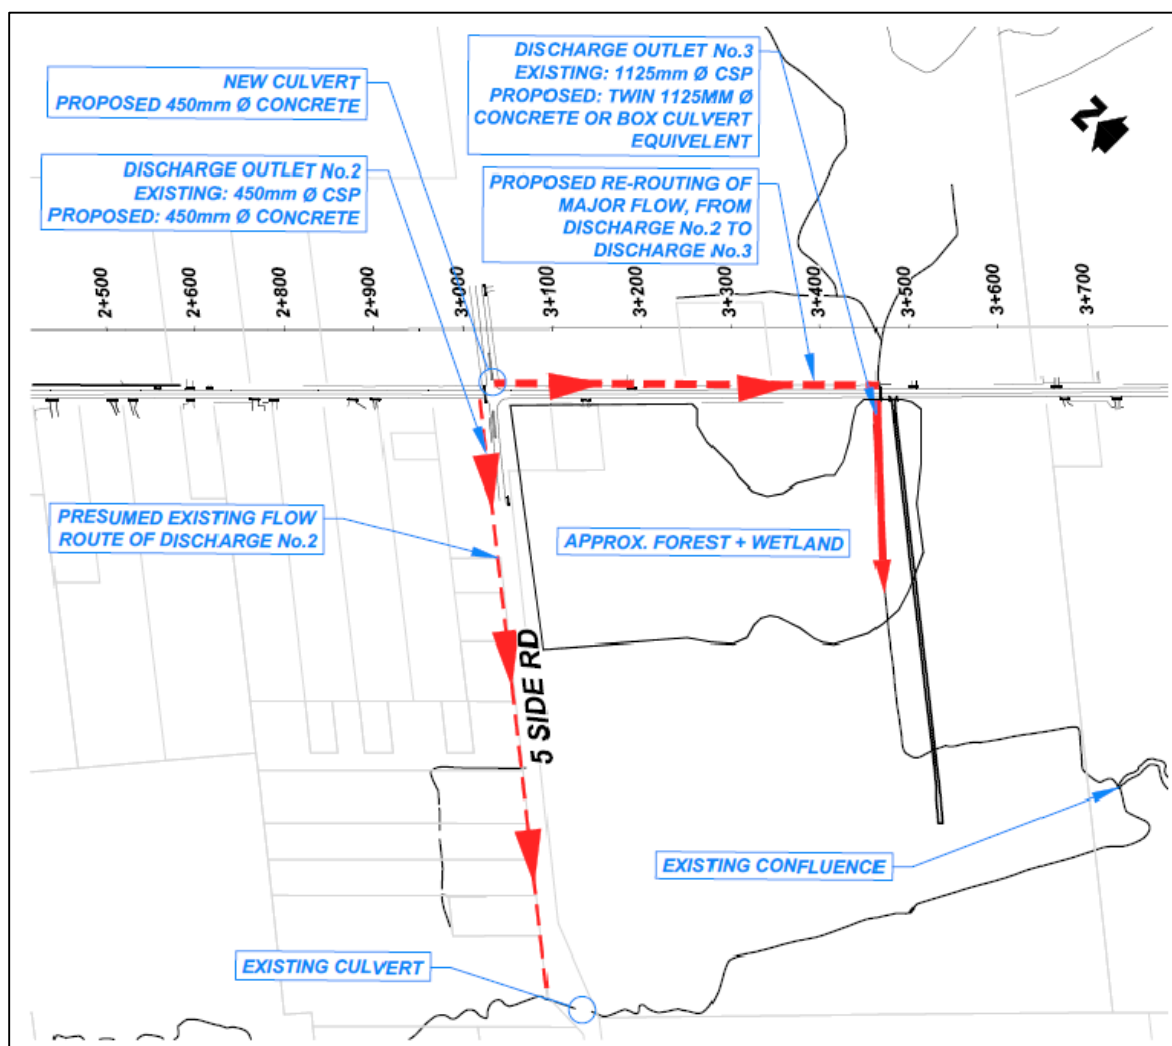 NEW CULVERT
PROPOSED 450mm Ø CONCRETE
DISCHARGE OUTLET No.3
EXISTING: 1125mm Ø CSP
PROPOSED: TWIN 1125MM Ø
CONCRETE OR BOX CULVERT
EQUIVELENT
N
DISCHARGE OUTLET No.2
EXISTING: 450mm Ø CSP
PROPOSED: 450mm Ø CONCRETE
PROPOSED RE-ROUTING OF
MAJOR FLOW, FROM
DISCHARGE No.2 TO
DISCHARGE No.3
2+500
2+600
2+800
2+900
3+000
3+100
3+200
3+300
3+400
3+500
3+600
3+700
PRESUMED EXISTING FLOW
ROUTE OF DISCHARGE No.2
APPROX. FOREST + WETLAND
5 SIDE RD
EXISTING CONFLUENCE
EXISTING CULVERT